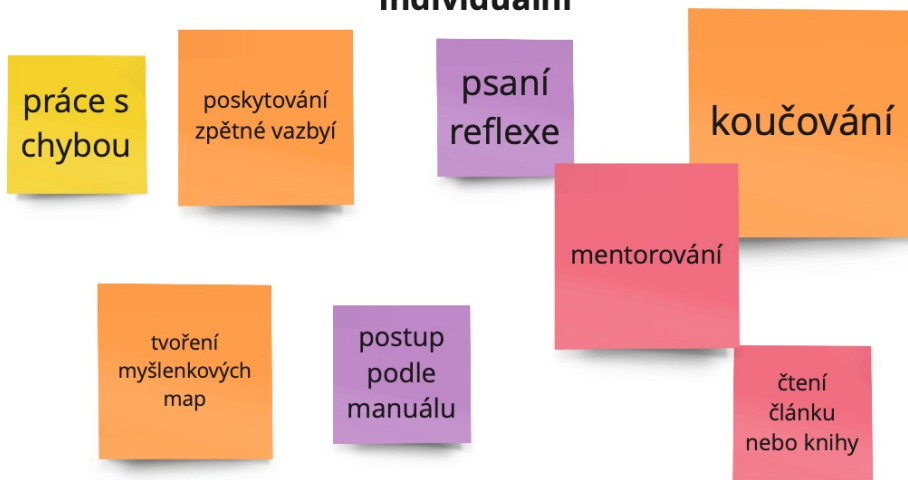 individuální
práce s
chybou
poskytování
zpětné vazbyí
psaní
reflexe
koučování
mentorování
tvoření
myšlenkových
map
postup
podle
manuálu
čtení
článku
nebo knihy